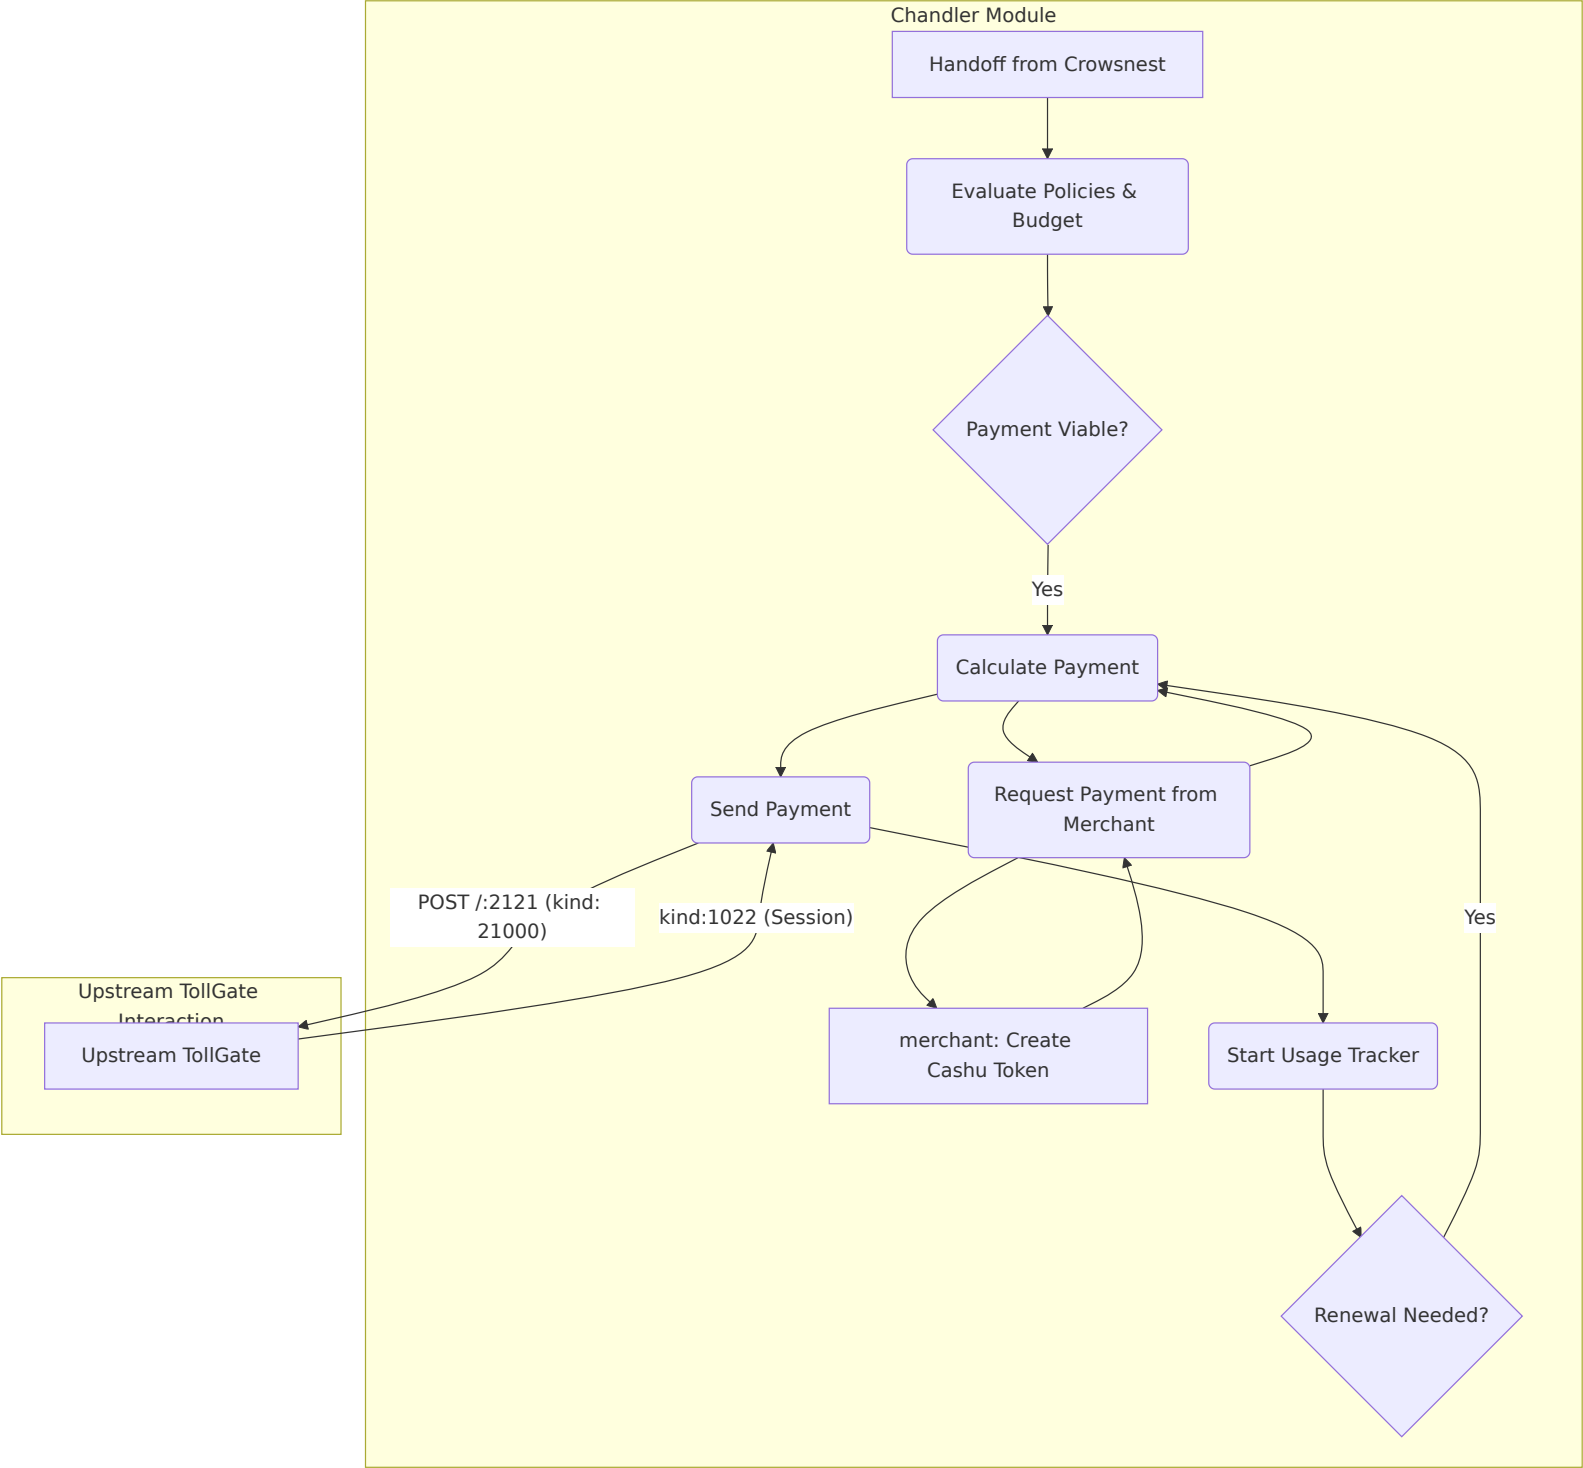 Chandler Module
Handoff from Crowsnest
Evaluate Policies &
Budget
Payment Viable?
Yes
Calculate Payment
Send Payment
Request Payment from
Merchant
POST /:2121 (kind:
21000)
kind:1022 (Session)
Yes
Upstream TollGate
Interaction
Upstream TollGate
merchant: Create
Cashu Token
Start Usage Tracker
Renewal Needed?